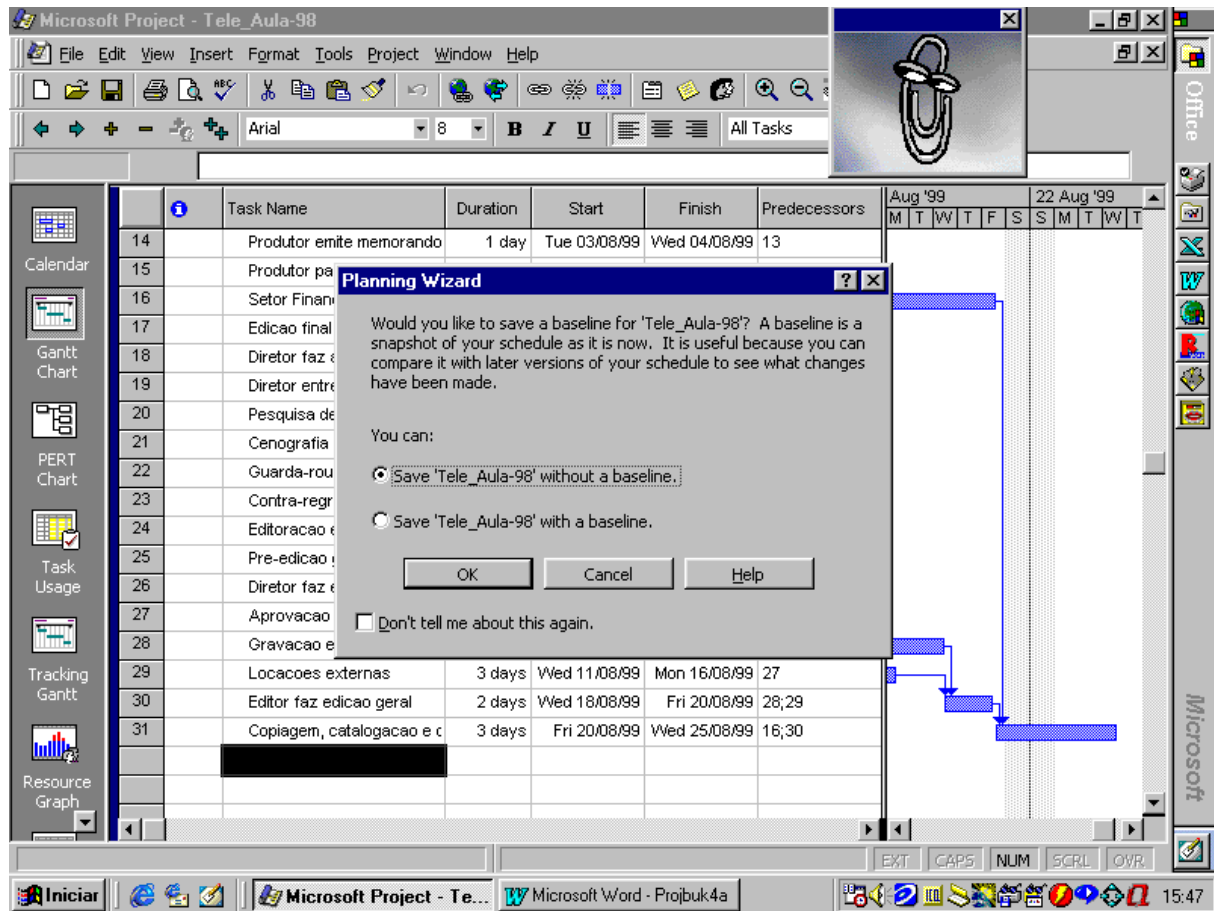 Microsoft Project - Tele_Aula-98
File Edit View Insert Format Tools Project Window Help
Arial 8 B I U All Tasks
Office
Task Name Duration Start Finish Predecessors
Aug '99 22 Aug '99
M T W T F S S M T W T
14 Produtor emite memorando 1 day Tue 03/08/99 Wed 04/08/99 13
15 Produtor pa
16 Setor Finan
17 Edicao final
18 Diretor faz
19 Diretor entre
20 Pesquisa de
21 Cenografia
22 Guarda-rou
23 Contra-regr
24 Editoracao e
25 Pre-edicao
26 Diretor faz e
27 Aprovacao
28 Gravacao e
29 Locacoes externas 3 days Wed 11/08/99 Mon 16/08/99 27
30 Editor faz edicao geral 2 days Wed 18/08/99 Fri 20/08/99 28;29
31 Copiagem, catalogacao e c 3 days Fri 20/08/99 Wed 25/08/99 16;30
Calendar
Gantt
Chart
PERT
Chart
Task
Usage
Tracking
Gantt
Resource
Graph
Planning Wizard
Would you like to save a baseline for 'Tele_Aula-98'? A baseline is a
snapshot of your schedule as it is now. It is useful because you can
compare it with later versions of your schedule to see what changes
have been made.
You can:
Save 'Tele_Aula-98' without a baseline.
Save 'Tele_Aula-98' with a baseline.
OK Cancel Help
Don't tell me about this again.
Microsoft
EXT CAPS NUM SCRL OVR
Iniciar Microsoft Project - Te... Microsoft Word - Projbuk4a 15:47